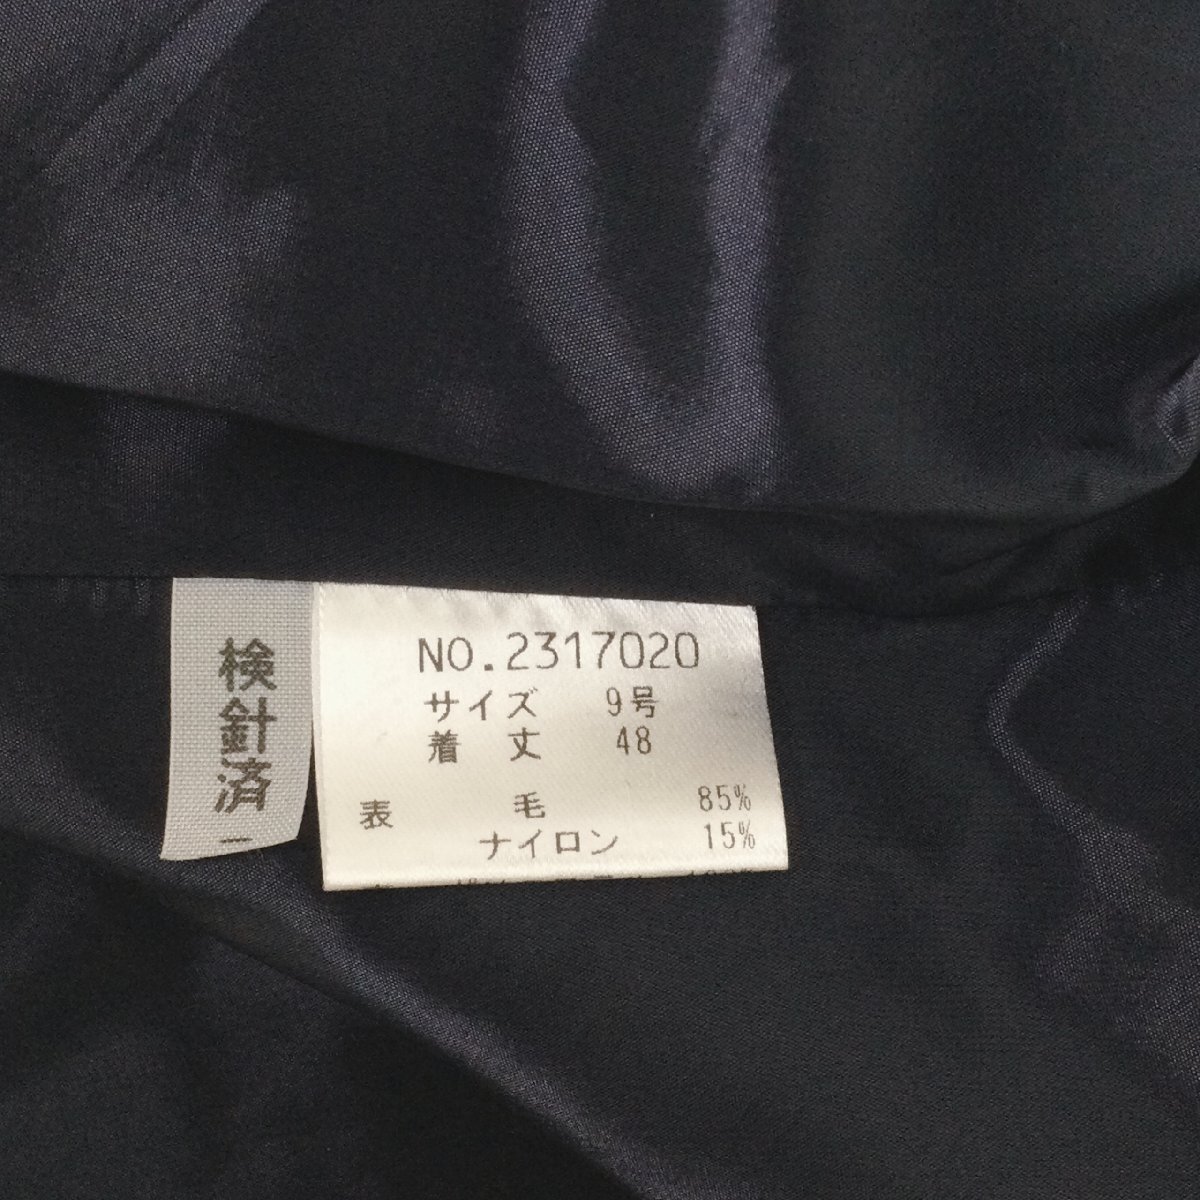 検針済
NO.2317020
サイズ 9号
着丈 48
表 毛 85%
ナイロン 15%